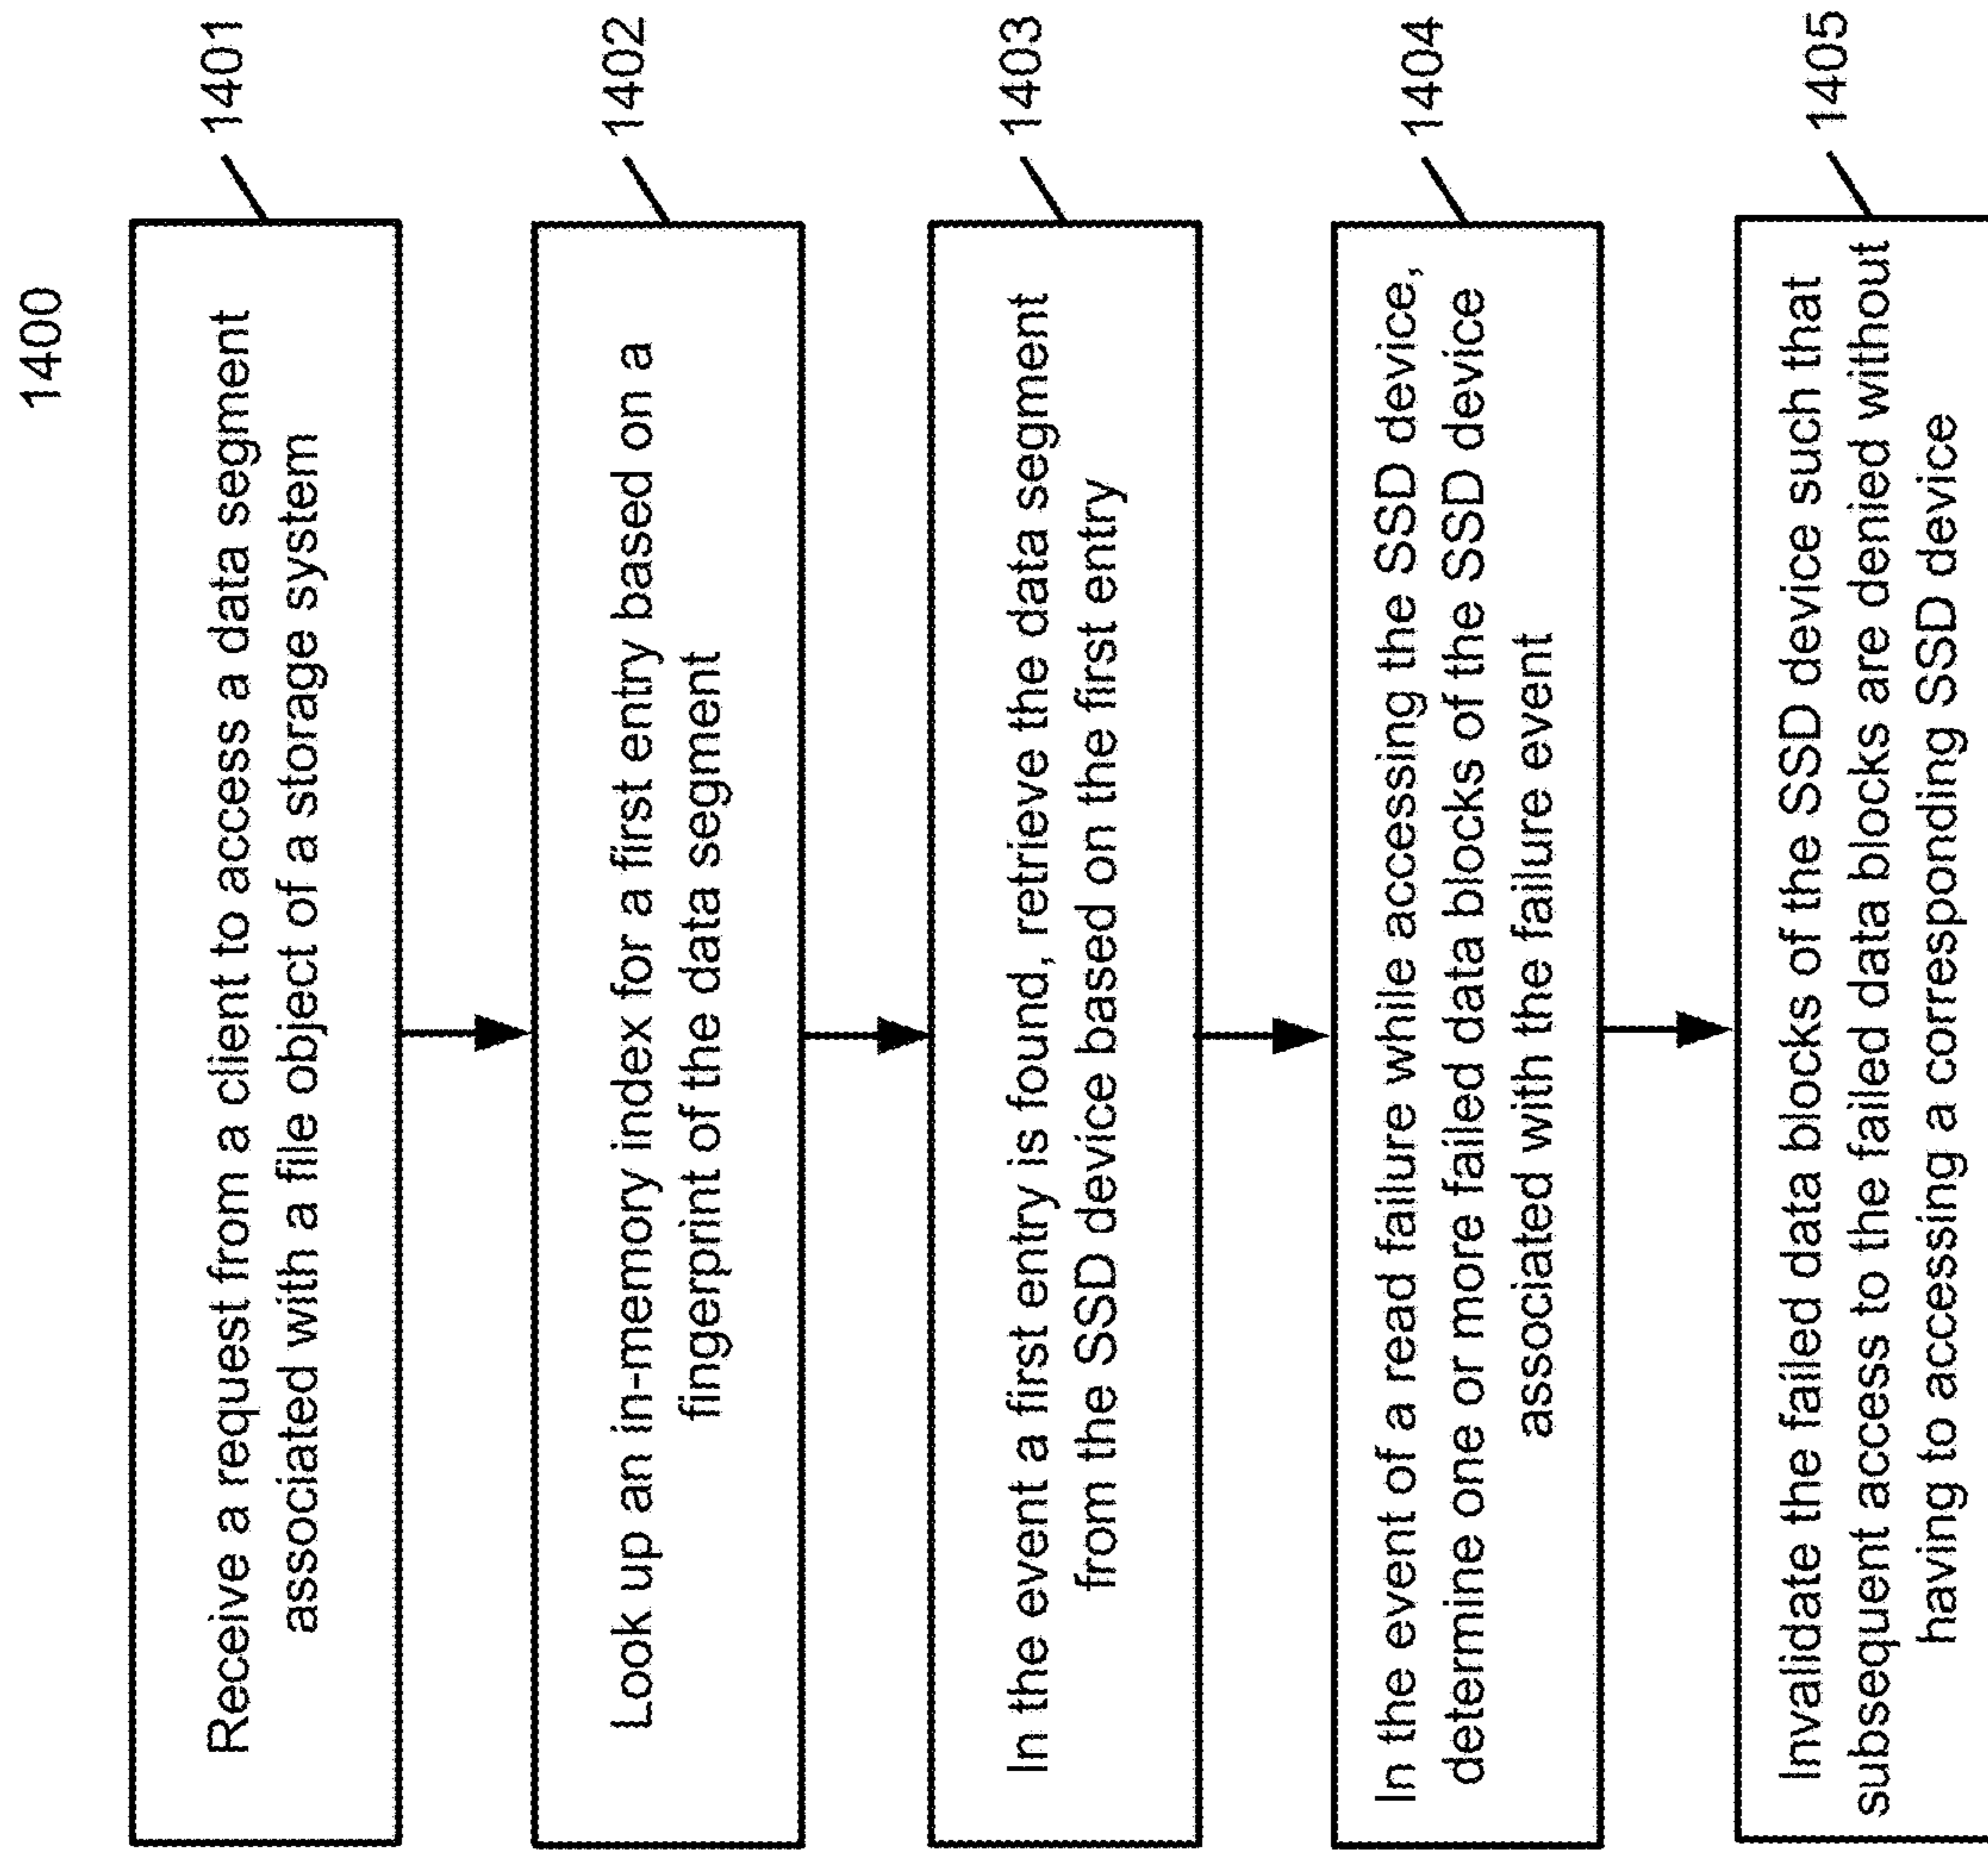 1400
1401
Receive a request from a client to access a data segment
associated with a file object of a storage system
1402
Look up an in-memory index for a first entry based on a
fingerprint of the data segment
1403
In the event a first entry is found, retrieve the data segment
from the SSD device based on the first entry
1404
In the event of a read failure while accessing the SSD device,
determine one or more failed data blocks of the SSD device
associated with the failure event
1405
Invalidate the failed data blocks of the SSD device such that
subsequent access to the failed data blocks are denied without
having to accessing a corresponding SSD device